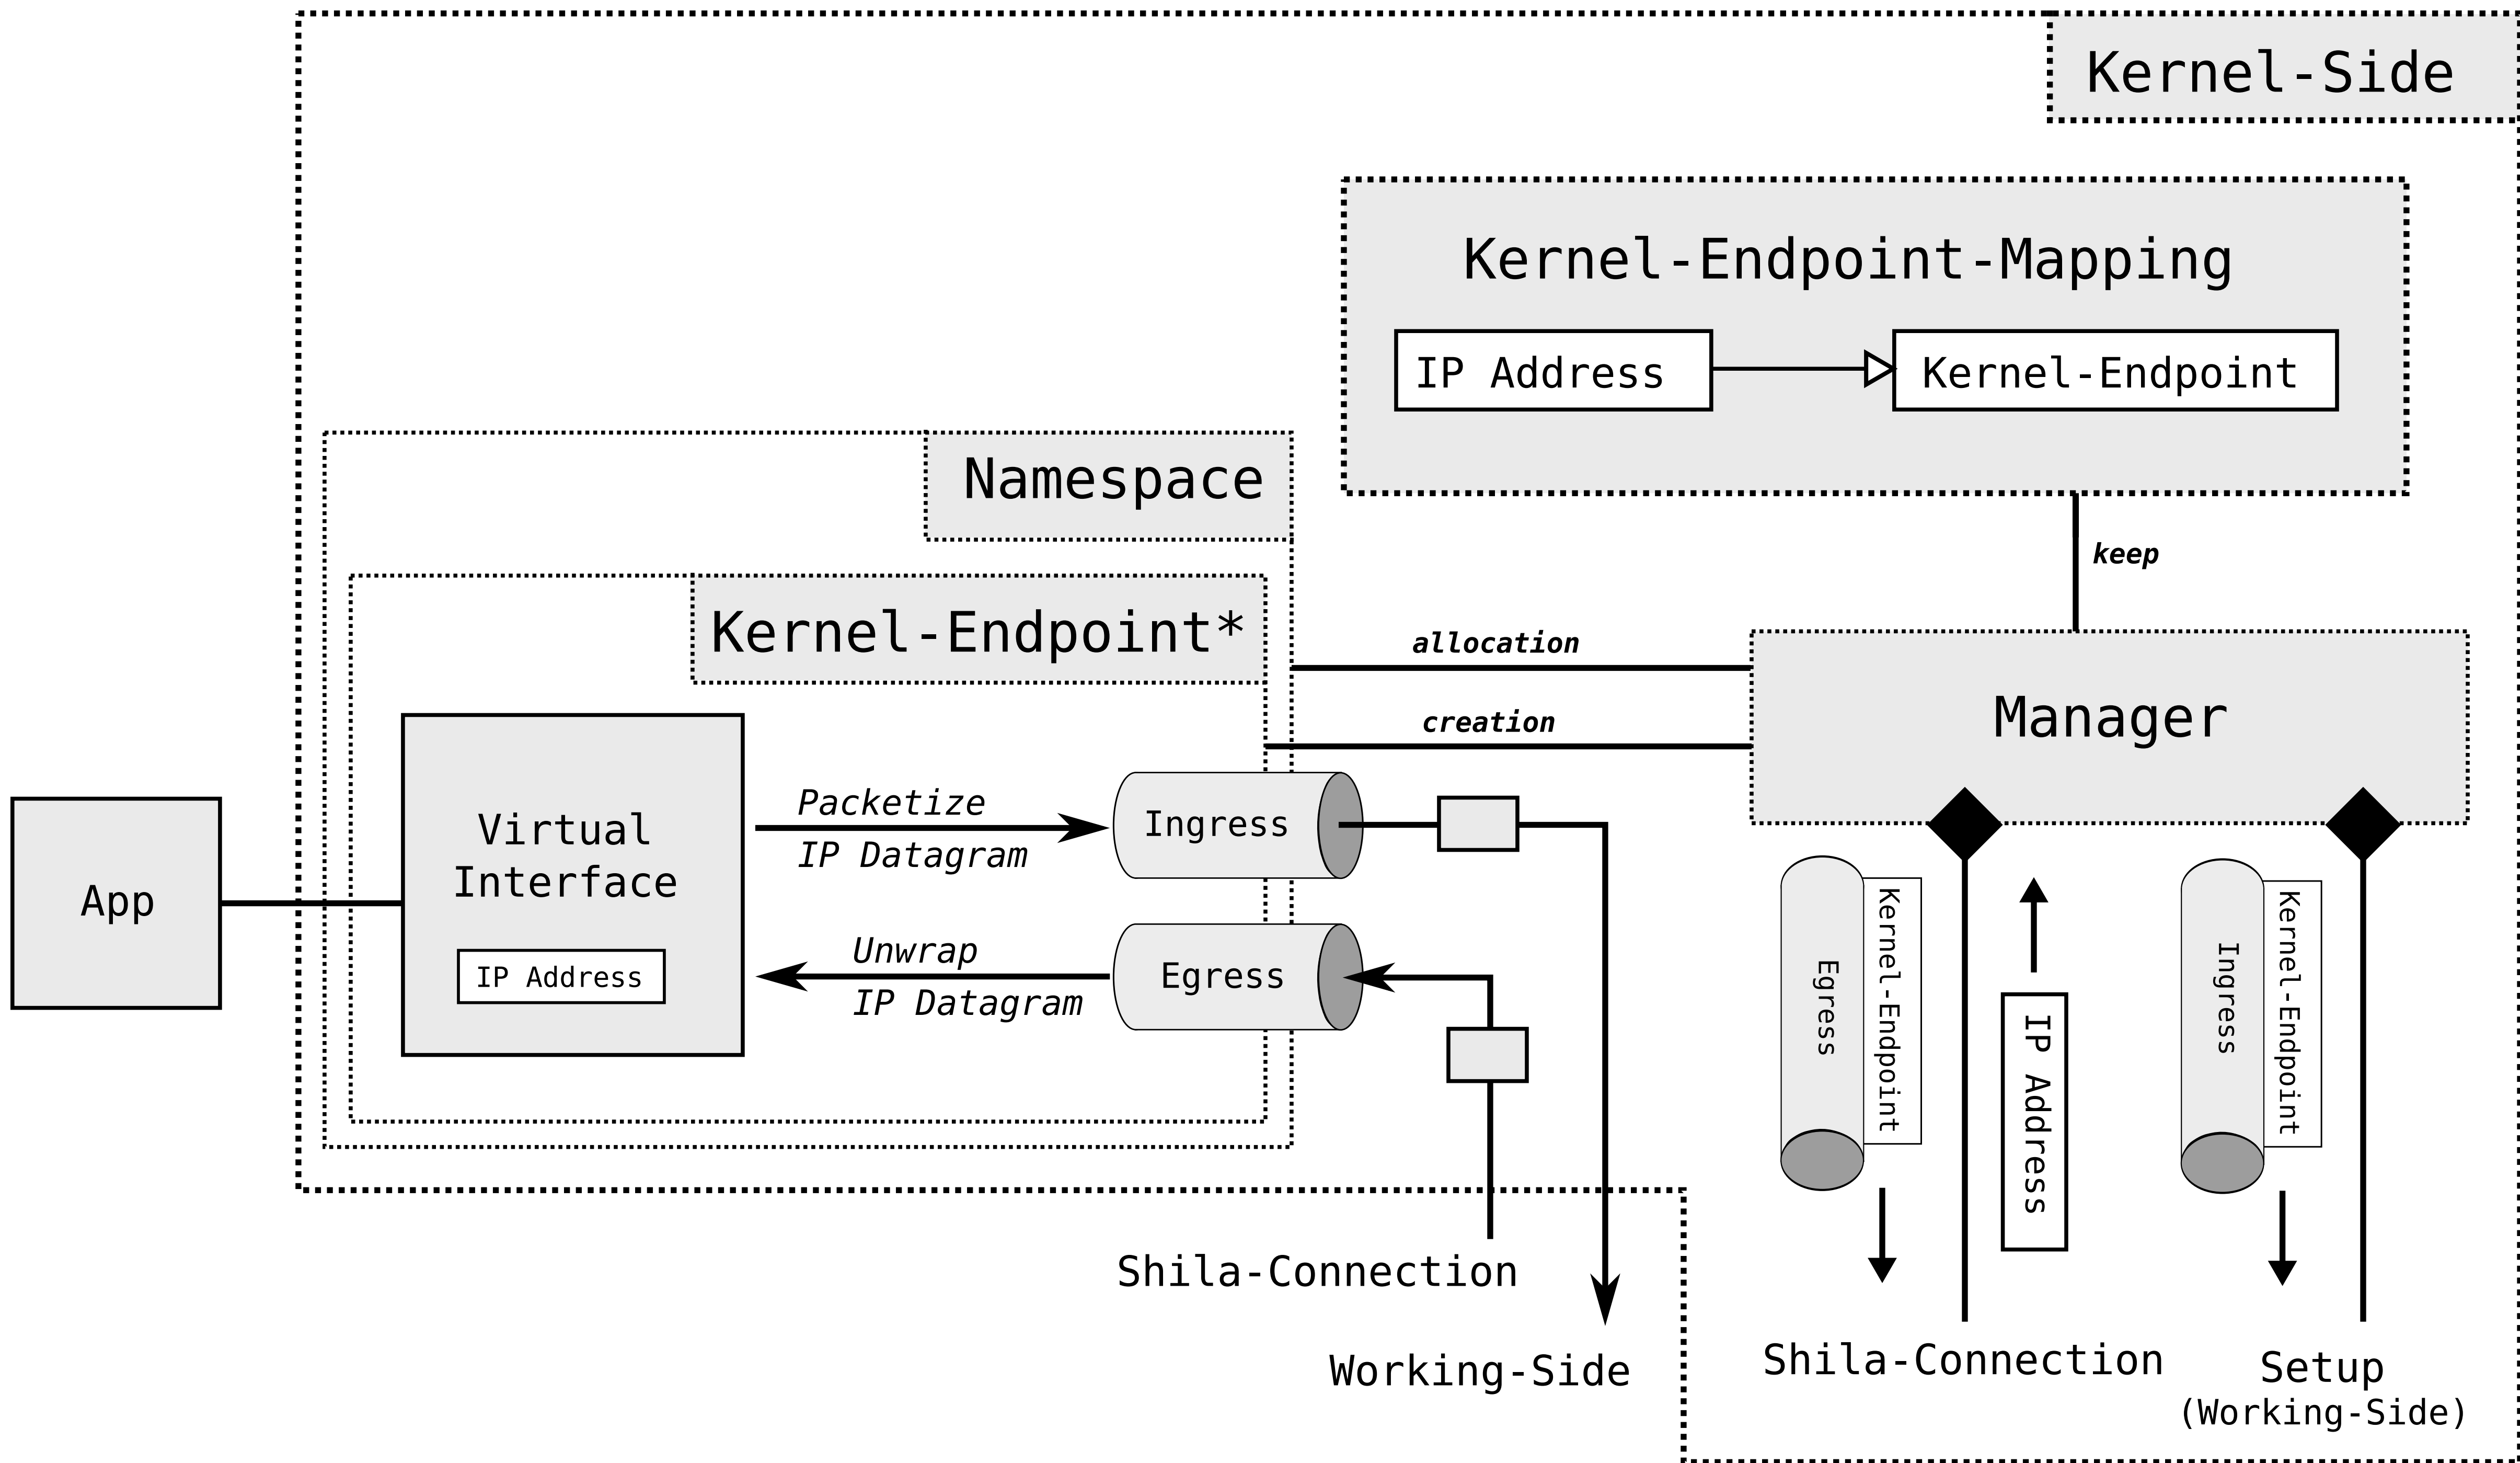 Kernel-Side
Kernel-Endpoint-Mapping
IP Address
Kernel-Endpoint
Namespace
keep
Kernel-Endpoint*
allocation
Manager
creation
App
Virtual
Interface
IP Address
Packetize
IP Datagram
Ingress
Unwrap
IP Datagram
Egress
Egress
Kernel-Endpoint
IP Address
Ingress
Kernel-Endpoint
Shila-Connection
Working-Side
Shila-Connection
Setup
(Working-Side)